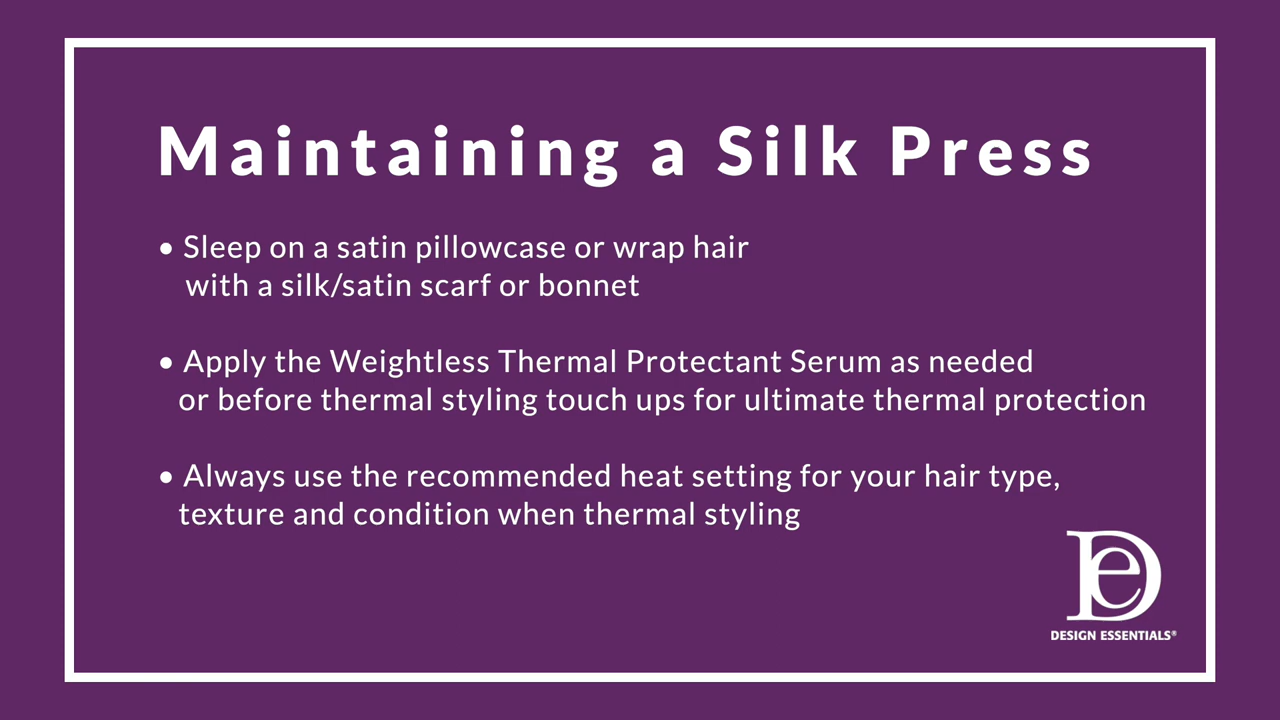 Maintaining a Silk Press
• Sleep on a satin pillowcase or wrap hair
with a silk/satin scarf or bonnet
• Apply the Weightless Thermal Protectant Serum as needed
or before thermal styling touch ups for ultimate thermal protection
• Always use the recommended heat setting for your hair type,
texture and condition when thermal styling
De
DESIGN ESSENTIALS®